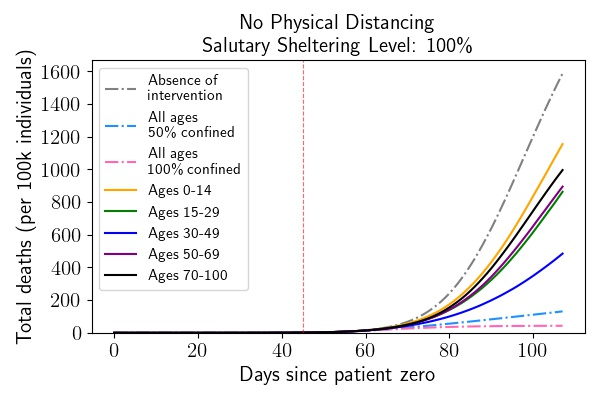 No Physical Distancing
Salutary Sheltering Level: 100%
Total deaths (per 100k individuals)
1600
1400
1200
1000
800
600
400
200
0
Absence of
intervention
All ages
50% confined
All ages
100% confined
Ages 0-14
Ages 15-29
Ages 30-49
Ages 50-69
Ages 70-100
0 20 40 60 80 100
Days since patient zero